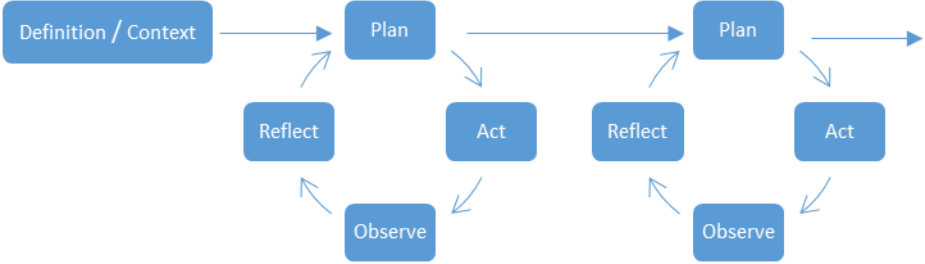 Definition / Context
Plan
Plan
Reflect
Act
Reflect
Act
Observe
Observe